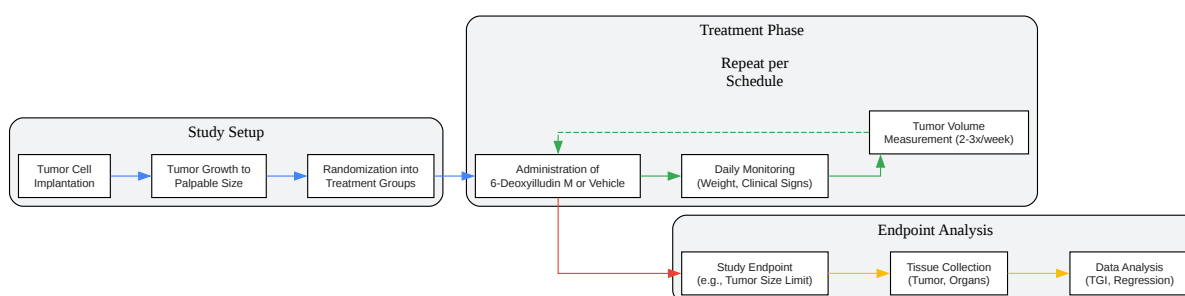 Study Setup
Tumor Cell
Implantation
Tumor Growth to
Palpable Size
Randomization into
Treatment Groups
Treatment Phase
Repeat per
Schedule
Administration of
6-Deoxyilludin M or Vehicle
Daily Monitoring
(Weight, Clinical Signs)
Tumor Volume
Measurement (2-3x/week)
Endpoint Analysis
Study Endpoint
(e.g., Tumor Size Limit)
Tissue Collection
(Tumor, Organs)
Data Analysis
(TGI, Regression)